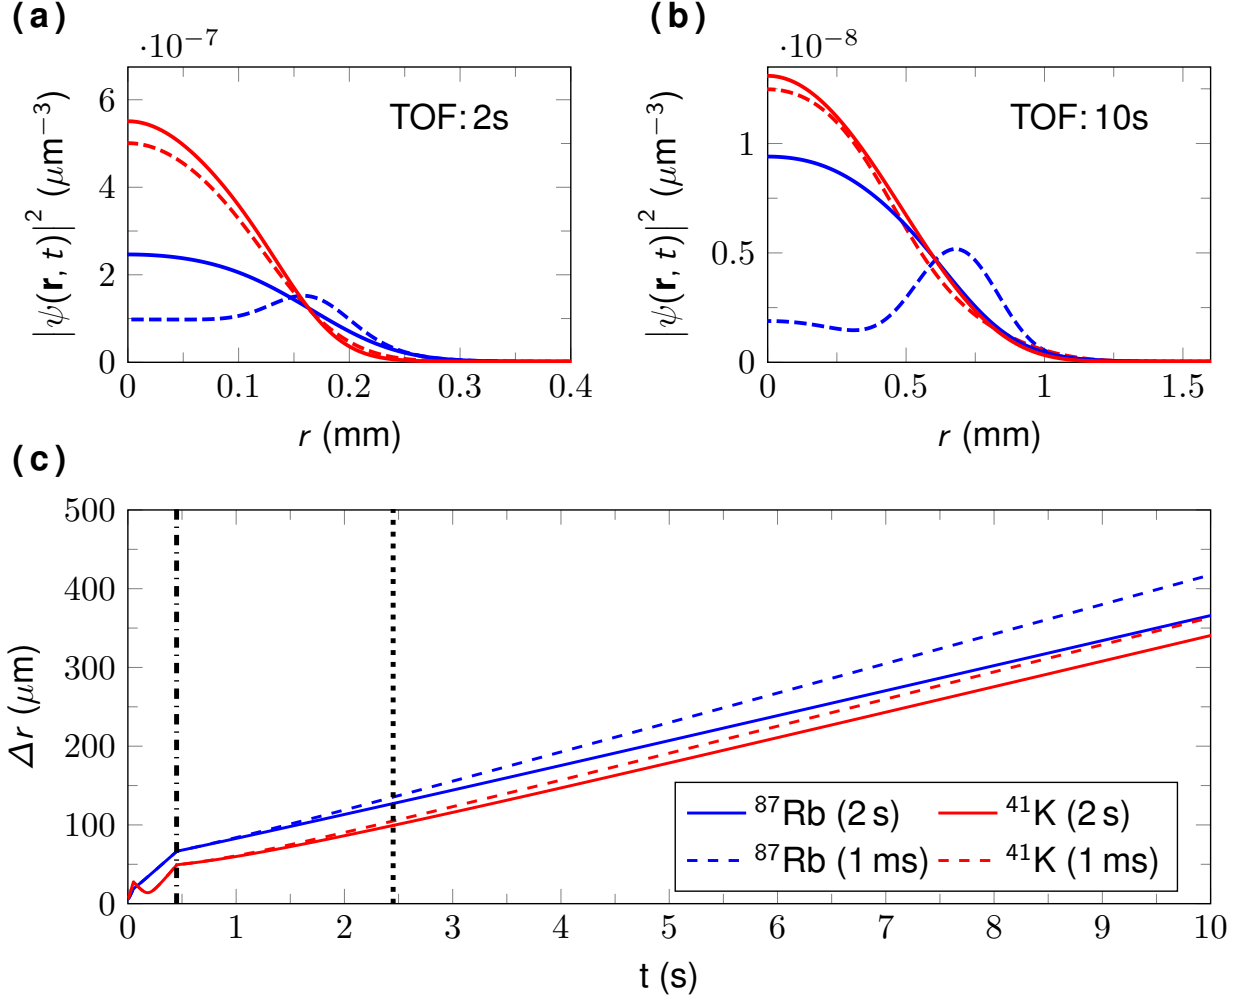 (a)
·10⁻⁷
6
4
2
0
|ψ(r, t)|² (μm⁻³)
TOF: 2s
0 0.1 0.2 0.3 0.4
r (mm)
(b)
·10⁻⁸
1
0.5
0
|ψ(r, t)|² (μm⁻³)
TOF: 10s
0 0.5 1 1.5
r (mm)
(c)
500
400
300
200
100
0
Δr (μm)
⁸⁷Rb (2 s) ⁴¹K (2 s)
⁸⁷Rb (1 ms) ⁴¹K (1 ms)
0 1 2 3 4 5 6 7 8 9 10
t (s)